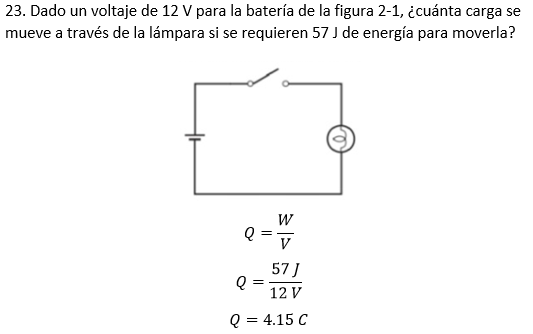 23. Dado un voltaje de 12 V para la batería de la figura 2-1, ¿cuánta carga se
mueve a través de la lámpara si se requieren 57 J de energía para moverla?
Q = W/V
Q = 57 J/12 V
Q = 4.15 C